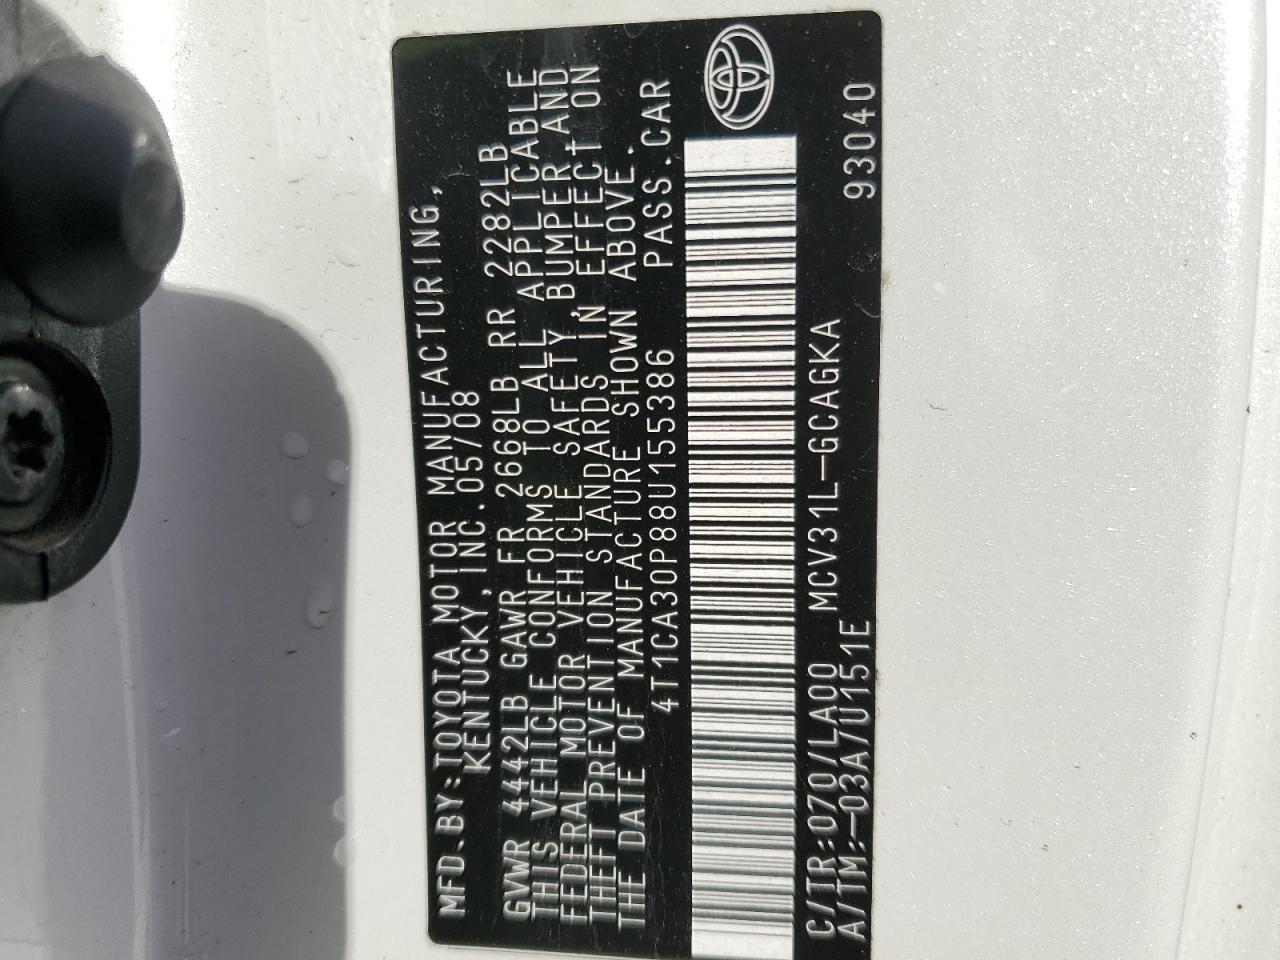 MFD.BY:TOYOTA MOTOR MANUFACTURING,
KENTUCKY, INC.05/08
GVWR 4442LB GAWR FR 2668LB RR 2282LB
THIS VEHICLE CONFORMS TO ALL APPLICABLE
FEDERAL MOTOR VEHICLE SAFETY,BUMPER,AND
THEFT PREVENTION STANDARDS IN EFFECT ON
THE DATE OF MANUFACTURE SHOWN ABOVE.
4T1CA30P88U155386 PASS.CAR
C/TR:070/LA00 MCV31L-GCAGKA
A/TM:-03A/U151E 93040